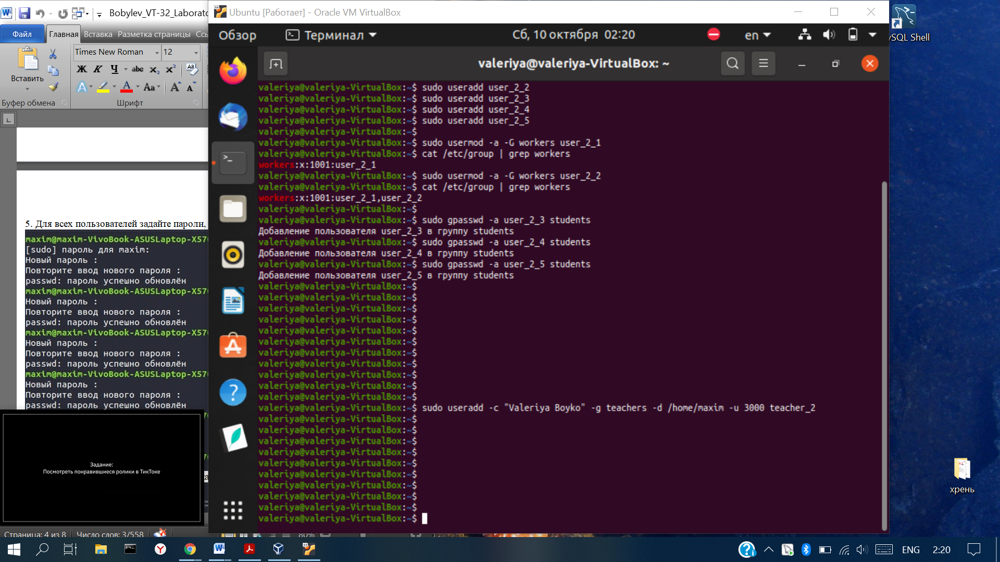 Bobylev_VT-32_Laborato
Файл
Главная
Вставка
Разметка страницы
Ссы
Times New Roman
12
Вставить
Ж К Ч abc x₂ x²
Aa
Буфер обмена
Шрифт
5. Для всех пользователей задайте пароли,
maxim@maxim-VivoBook-ASUSLaptop-X570
[sudo] пароль для maxim:
Новый пароль :
Повторите ввод нового пароля :
passwd: пароль успешно обновлён
maxim@maxim-VivoBook-ASUSLaptop-X570
Новый пароль :
Повторите ввод нового пароля :
passwd: пароль успешно обновлён
maxim@maxim-VivoBook-ASUSLaptop-X570
Новый пароль :
Повторите ввод нового пароля :
passwd: пароль успешно обновлён
maxim@maxim-VivoBook-ASUSLaptop-X570
Новый пароль :
Повторите ввод нового пароля :
passwd: пароль успешно обновлён
Задание:
Посмотреть понравившиеся ролики в ТикТоке
Страница: 4 из 8
Число слов: 3/558
80%
Ubuntu [Работает] - Oracle VM VirtualBox
Обзор
Терминал
Сб, 10 октября 02:20
en
valeriya@valeriya-VirtualBox: ~
valeriya@valeriya-VirtualBox:~$ sudo useradd user_2_2
valeriya@valeriya-VirtualBox:~$ sudo useradd user_2_3
valeriya@valeriya-VirtualBox:~$ sudo useradd user_2_4
valeriya@valeriya-VirtualBox:~$ sudo useradd user_2_5
valeriya@valeriya-VirtualBox:~$
valeriya@valeriya-VirtualBox:~$ sudo usermod -a -G workers user_2_1
valeriya@valeriya-VirtualBox:~$ cat /etc/group | grep workers
workers:x:1001:user_2_1
valeriya@valeriya-VirtualBox:~$ sudo usermod -a -G workers user_2_2
valeriya@valeriya-VirtualBox:~$ cat /etc/group | grep workers
workers:x:1001:user_2_1,user_2_2
valeriya@valeriya-VirtualBox:~$
valeriya@valeriya-VirtualBox:~$ sudo gpasswd -a user_2_3 students
Добавление пользователя user_2_3 в группу students
valeriya@valeriya-VirtualBox:~$ sudo gpasswd -a user_2_4 students
Добавление пользователя user_2_4 в группу students
valeriya@valeriya-VirtualBox:~$ sudo gpasswd -a user_2_5 students
Добавление пользователя user_2_5 в группу students
valeriya@valeriya-VirtualBox:~$
valeriya@valeriya-VirtualBox:~$
valeriya@valeriya-VirtualBox:~$
valeriya@valeriya-VirtualBox:~$
valeriya@valeriya-VirtualBox:~$
valeriya@valeriya-VirtualBox:~$
valeriya@valeriya-VirtualBox:~$
valeriya@valeriya-VirtualBox:~$
valeriya@valeriya-VirtualBox:~$
valeriya@valeriya-VirtualBox:~$
valeriya@valeriya-VirtualBox:~$
valeriya@valeriya-VirtualBox:~$ sudo useradd -c "Valeriya Boyko" -g teachers -d /home/maxim -u 3000 teacher_2
valeriya@valeriya-VirtualBox:~$
valeriya@valeriya-VirtualBox:~$
valeriya@valeriya-VirtualBox:~$
valeriya@valeriya-VirtualBox:~$
valeriya@valeriya-VirtualBox:~$
valeriya@valeriya-VirtualBox:~$
valeriya@valeriya-VirtualBox:~$
valeriya@valeriya-VirtualBox:~$
valeriya@valeriya-VirtualBox:~$
valeriya@valeriya-VirtualBox:~$
ySQL Shell
хрень
ENG
2:20